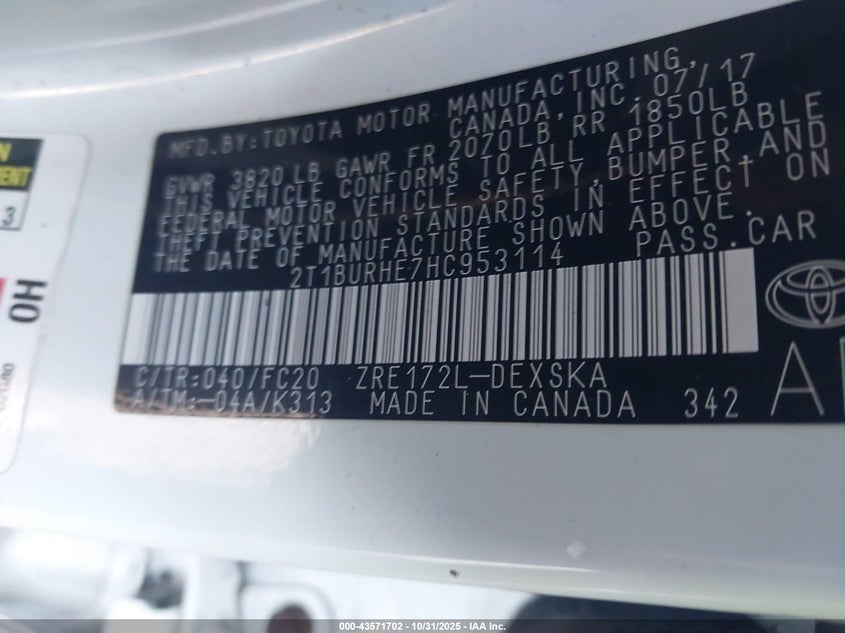 MFD.BY:TOYOTA MOTOR MANUFACTURING,
CANADA, INC. 07/17
GVWR 3820 LB GAWR FR 2070LB RR 1850LB
THIS VEHICLE CONFORMS TO ALL APPLICABLE
FEDERAL MOTOR VEHICLE SAFETY,BUMPER,AND
THEFT PREVENTION STANDARDS IN EFFECT ON
THE DATE OF MANUFACTURE SHOWN ABOVE.
2T1BURHE7HC953114 PASS.CAR
C/TR:040/FC20 ZRE172L-DEXSKA
A/TM:-04A/K313 MADE IN CANADA 342
3
HO
000-43571702 - 10/31/2025 - IAA Inc.